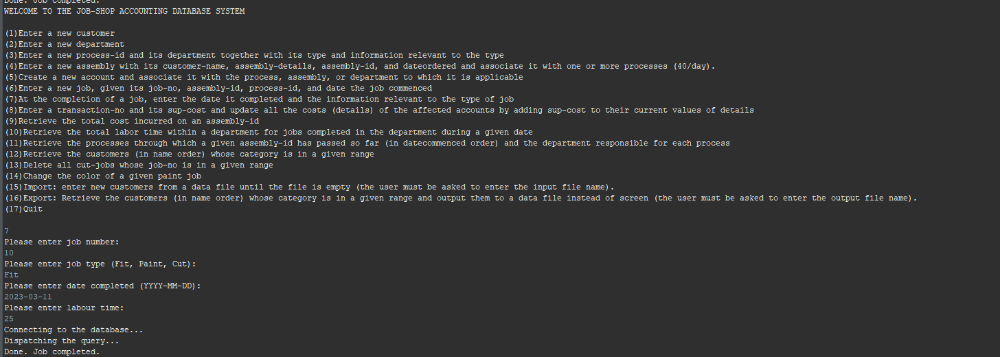 Done. Job completed.
WELCOME TO THE JOB-SHOP ACCOUNTING DATABASE SYSTEM
(1)Enter a new customer
(2)Enter a new department
(3)Enter a new process-id and its department together with its type and information relevant to the type
(4)Enter a new assembly with its customer-name, assembly-details, assembly-id, and dateordered and associate it with one or more processes (40/day).
(5)Create a new account and associate it with the process, assembly, or department to which it is applicable
(6)Enter a new job, given its job-no, assembly-id, process-id, and date the job commenced
(7)At the completion of a job, enter the date it completed and the information relevant to the type of job
(8)Enter a transaction-no and its sup-cost and update all the costs (details) of the affected accounts by adding sup-cost to their current values of details
(9)Retrieve the total cost incurred on an assembly-id
(10)Retrieve the total labor time within a department for jobs completed in the department during a given date
(11)Retrieve the processes through which a given assembly-id has passed so far (in datecommenced order) and the department responsible for each process
(12)Retrieve the customers (in name order) whose category is in a given range
(13)Delete all cut-jobs whose job-no is in a given range
(14)Change the color of a given paint job
(15)Import: enter new customers from a data file until the file is empty (the user must be asked to enter the input file name).
(16)Export: Retrieve the customers (in name order) whose category is in a given range and output them to a data file instead of screen (the user must be asked to enter the output file name).
(17)Quit
7
Please enter job number:
10
Please enter job type (Fit, Paint, Cut):
Fit
Please enter date completed (YYYY-MM-DD):
2023-03-11
Please enter labour time:
25
Connecting to the database...
Dispatching the query...
Done. Job completed.